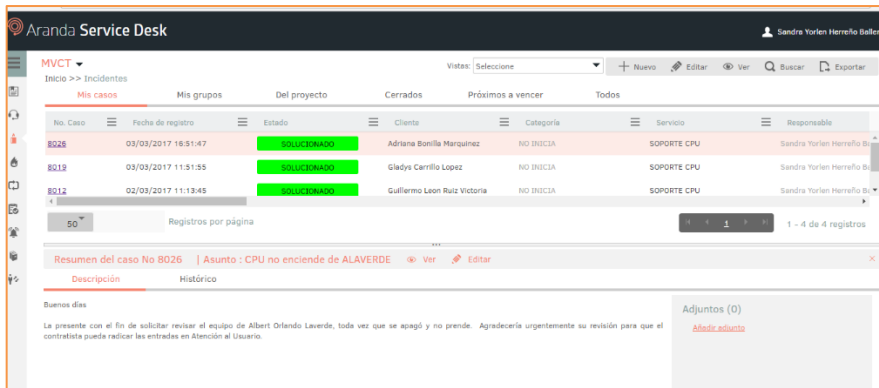 Aranda Service Desk
Sandra Yorlen Herreño Baller
MVCT
Vistas: Seleccione
Nuevo Editar Ver Buscar Exportar
Inicio >> Incidentes
Mis casos Mis grupos Del proyecto Cerrados Próximos a vencer Todos
No. Caso Fecha de registro Estado Cliente Categoría Servicio Responsable
8026 03/03/2017 16:51:47 SOLUCIONADO Adriana Bonilla Marquinez NO INICIA SOPORTE CPU Sandra Yorlen Herreño Ba
8019 03/03/2017 11:51:55 SOLUCIONADO Gladys Carrillo Lopez NO INICIA SOPORTE CPU Sandra Yorlen Herreño Ba
8012 02/03/2017 11:13:45 SOLUCIONADO Guillermo Leon Ruiz Victoria NO INICIA SOPORTE CPU Sandra Yorlen Herreño Ba
50 Registros por página 1 1 - 4 de 4 registros
Resumen del caso No 8026 | Asunto : CPU no enciende de ALAVERDE Ver Editar
Descripción Histórico
Buenos días
Adjuntos (0)
La presente con el fin de solicitar revisar el equipo de Albert Orlando Laverde, toda vez que se apagó y no prende. Agradecería urgentemente su revisión para que el
contratista pueda radicar las entradas en Atención al Usuario.
Añadir adjunto